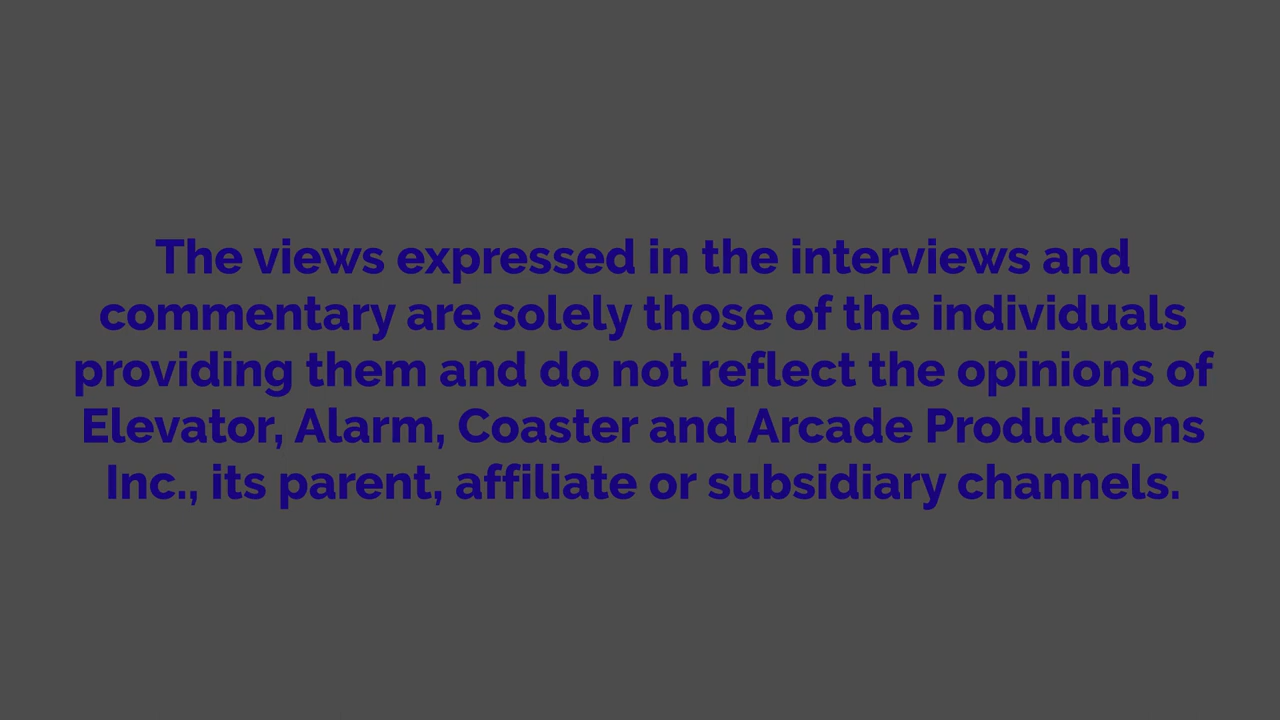 The views expressed in the interviews and
commentary are solely those of the individuals
providing them and do not reflect the opinions of
Elevator, Alarm, Coaster and Arcade Productions
Inc., its parent, affiliate or subsidiary channels.